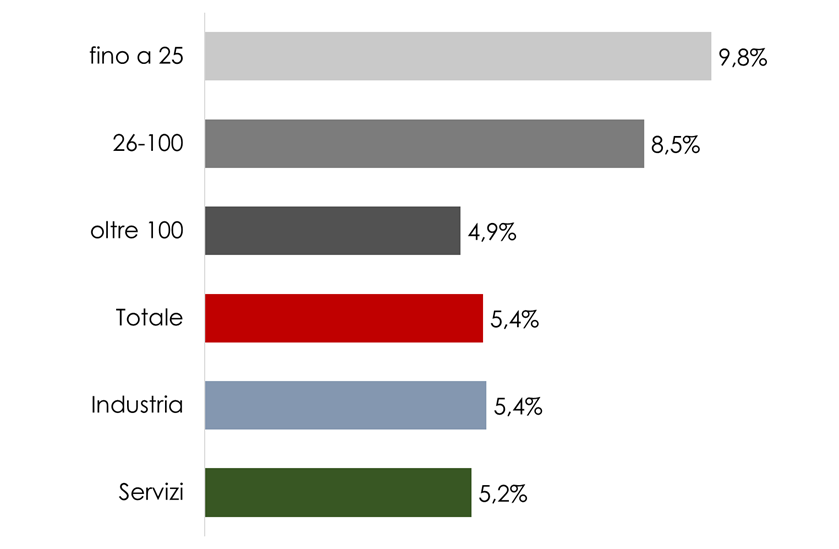 fino a 25 9,8%
26-100 8,5%
oltre 100 4,9%
Totale 5,4%
Industria 5,4%
Servizi 5,2%